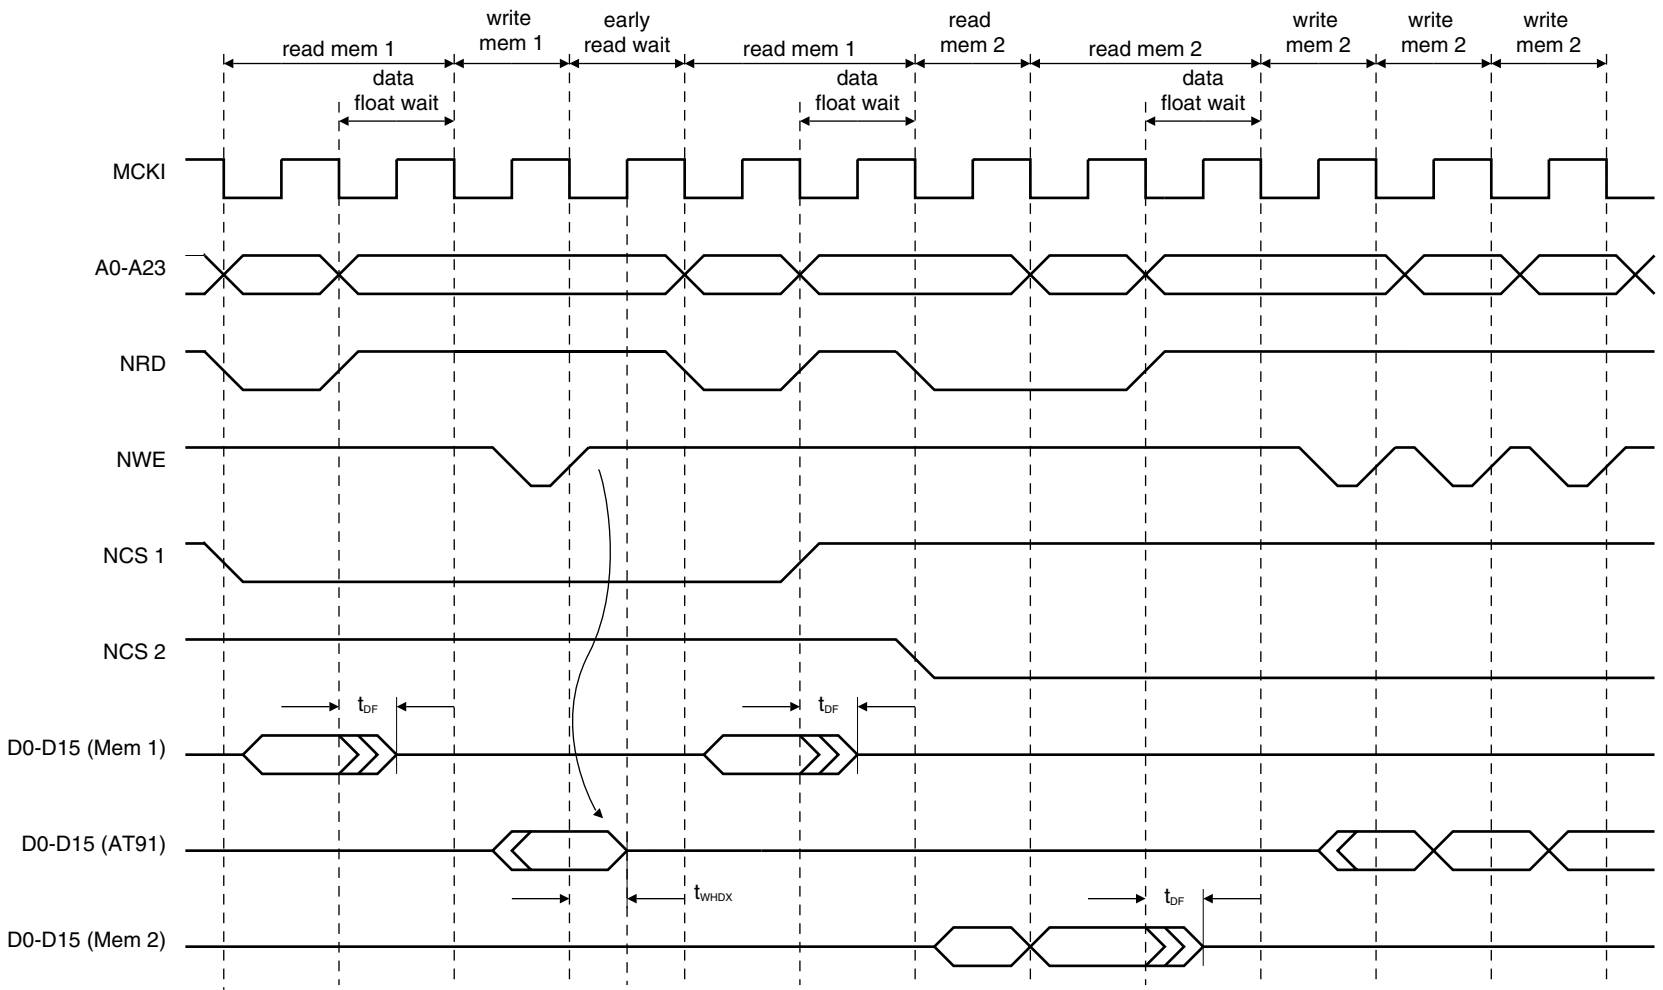 write
mem 1
early
read wait
read
mem 2
write
mem 2
write
mem 2
write
mem 2
read mem 1
read mem 1
read mem 2
data
float wait
data
float wait
data
float wait
MCKI
A0-A23
NRD
NWE
NCS 1
NCS 2
tDF
tDF
D0-D15 (Mem 1)
D0-D15 (AT91)
tWHDX
tDF
D0-D15 (Mem 2)